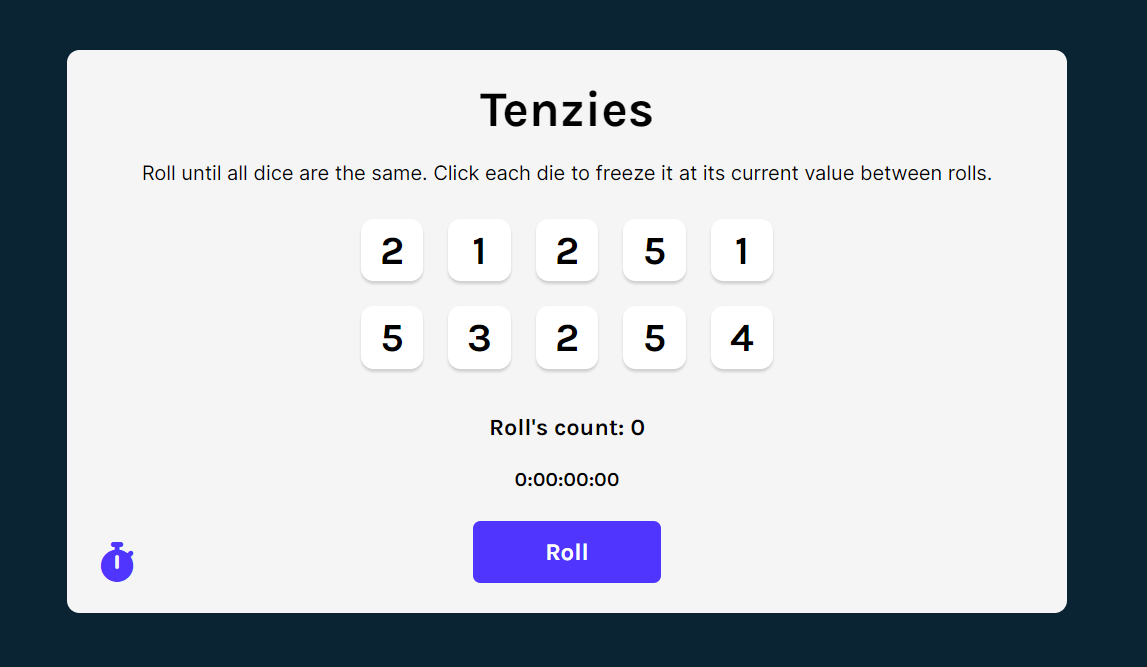 Tenzies
Roll until all dice are the same. Click each die to freeze it at its current value between rolls.
2 1 2 5 1
5 3 2 5 4
Roll's count: 0
0:00:00:00
Roll